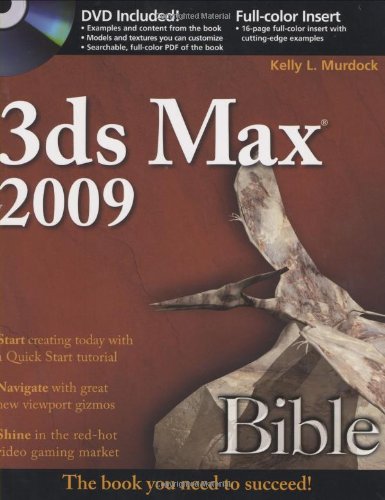 DVD Included!
• Examples and content from the book
• Models and textures you can customize
• Searchable, full-color PDF of the book
Full-color Insert
• 16-page full-color insert with
cutting-edge examples
Kelly L. Murdock
3ds Max®
2009
Start creating today with
a Quick Start tutorial
Navigate with great
new viewport gizmos
Shine in the red-hot
video gaming market
Bible
The book you need to succeed!